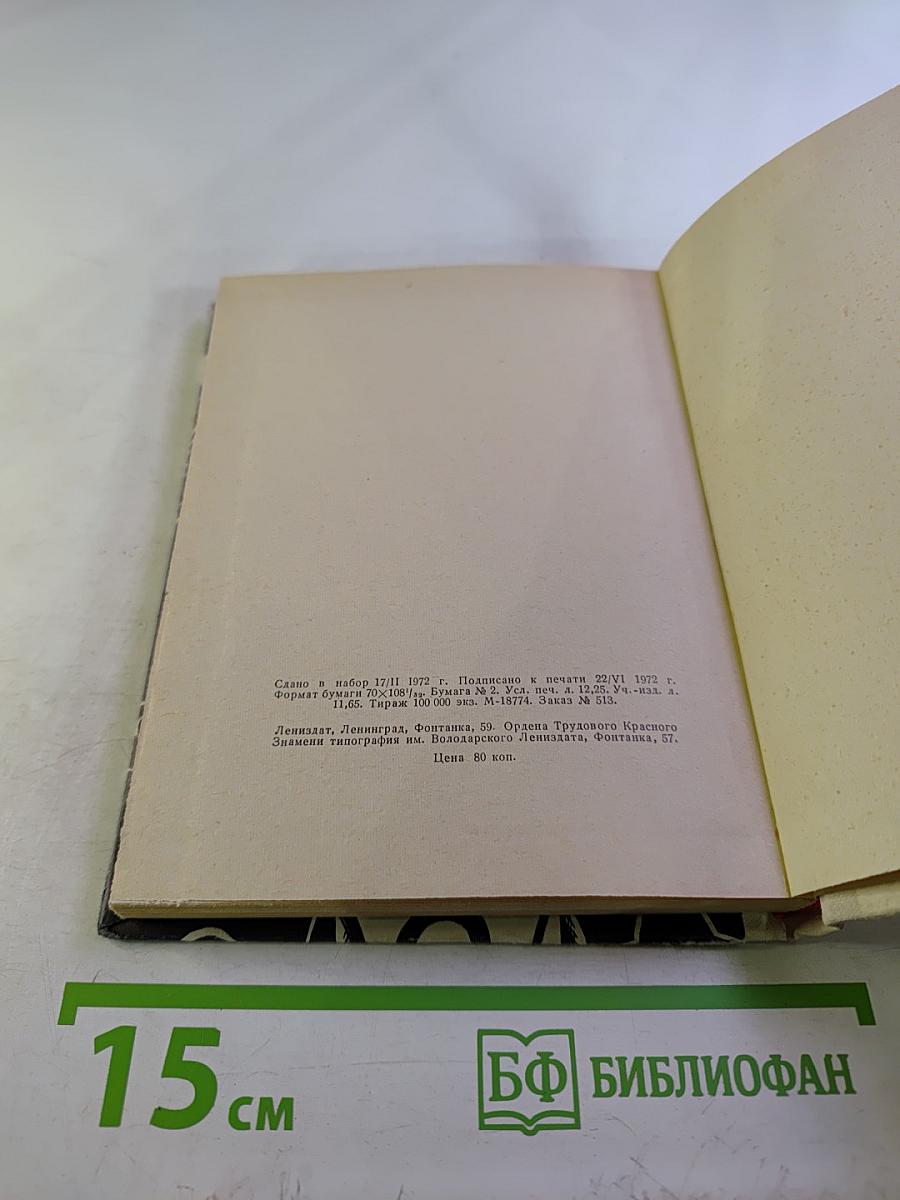 Сдано в набор 17/II 1972 г. Подписано к печати 22/VI 1972 г.
Формат бумаги 70×108¹/₃₂. Бумага № 2. Усл. печ. л. 12,25. Уч.-изд. л.
11,65. Тираж 100 000 экз. М-18774. Заказ № 513.
Лениздат, Ленинград, Фонтанка, 59. Ордена Трудового Красного
Знамени типография им. Володарского Лениздата, Фонтанка, 57.
Цена 80 коп.
15 см
БФ БИБЛИОФАН